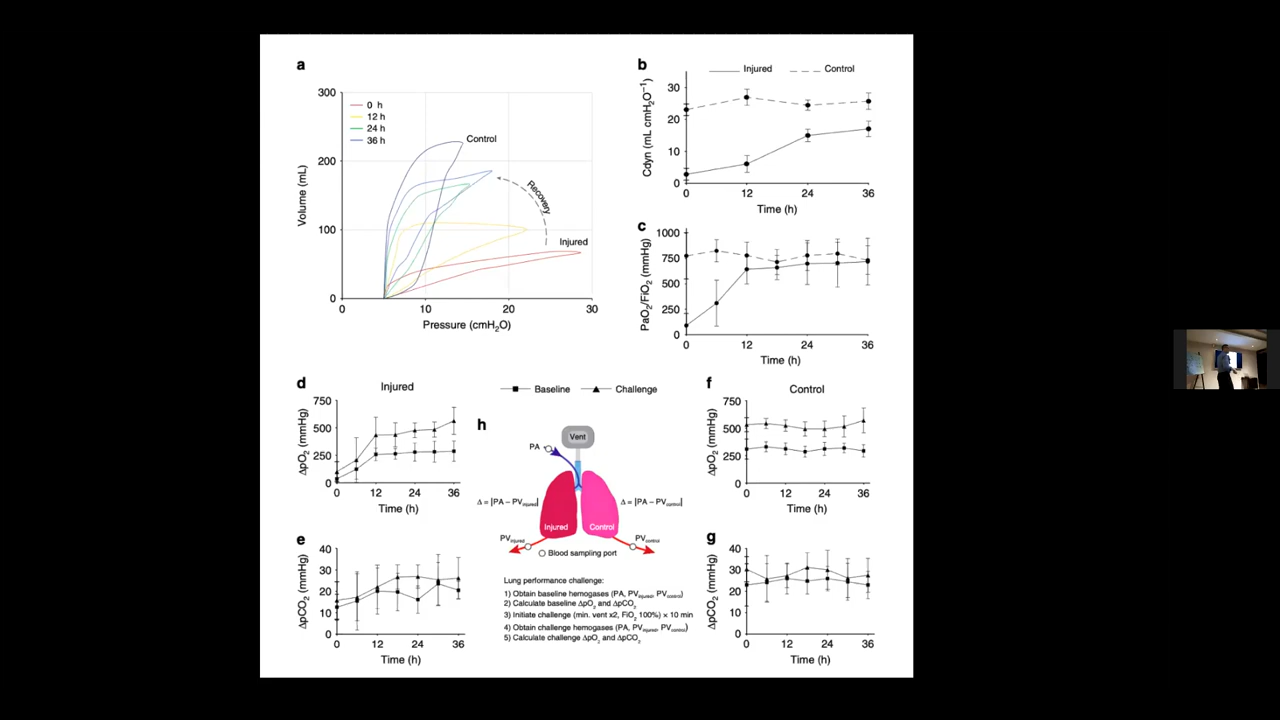 a
300
200
100
0
0
10
20
30
Volume (mL)
Pressure (cmH2O)
0 h
12 h
24 h
36 h
Control
Recovery
Injured
b
Injured
Control
30
20
10
0
0
12
24
36
Cdyn (mL cmH2O−1)
Time (h)
c
1000
750
500
250
0
0
12
24
36
PaO2/FiO2 (mmHg)
Time (h)
d
Injured
750
500
250
0
0
12
24
36
ΔpO2 (mmHg)
Time (h)
Baseline
Challenge
h
Vent
PA
Δ = |PA − PVinjured|
Δ = |PA − PVcontrol|
Injured
Control
PVinjured
PVcontrol
Blood sampling port
Lung performance challenge:
1) Obtain baseline hemogases (PA, PVinjured, PVcontrol)
2) Calculate baseline ΔpO2 and ΔpCO2
3) Initiate challenge (min. vent x2, FiO2 100%) × 10 min
4) Obtain challenge hemogases (PA, PVinjured, PVcontrol)
5) Calculate challenge ΔpO2 and ΔpCO2
f
Control
750
500
250
0
0
12
24
36
ΔpO2 (mmHg)
Time (h)
e
40
30
20
10
0
0
12
24
36
ΔpCO2 (mmHg)
Time (h)
g
40
30
20
10
0
0
12
24
36
ΔpCO2 (mmHg)
Time (h)